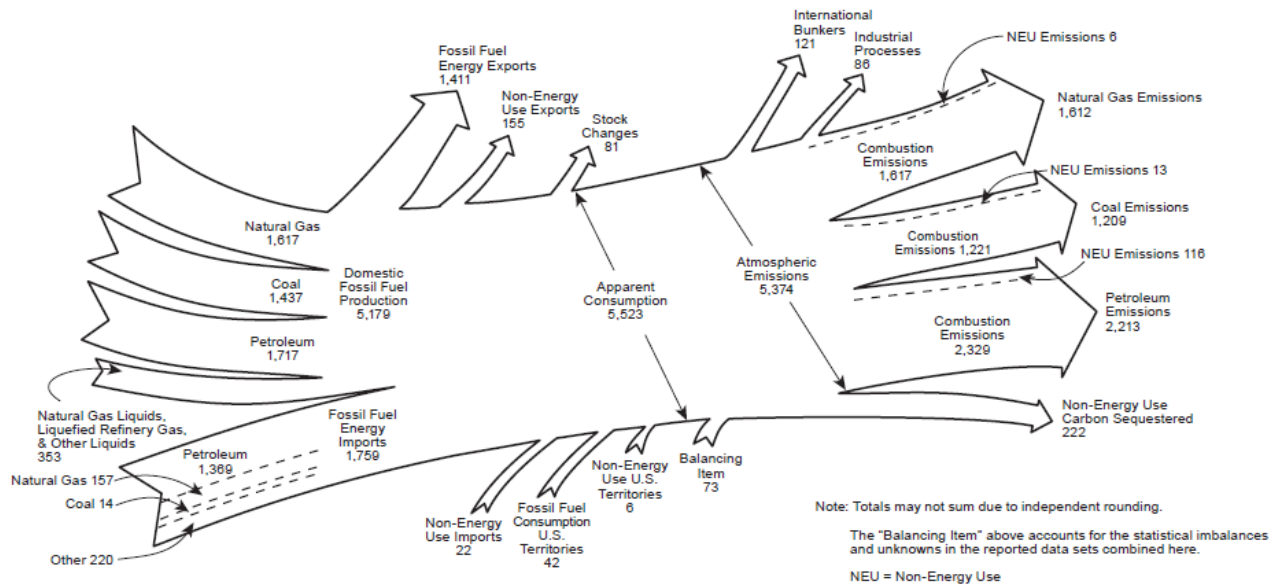 International
Bunkers
121
Industrial
Processes
86
NEU Emissions 6
Fossil Fuel
Energy Exports
1,411
Non-Energy
Use Exports
155
Stock
Changes
81
Natural Gas Emissions
1,612
Combustion
Emissions
1,617
NEU Emissions 13
Coal Emissions
1,209
Combustion
Emissions 1,221
NEU Emissions 116
Petroleum
Emissions
2,213
Combustion
Emissions
2,329
Natural Gas
1,617
Coal
1,437
Petroleum
1,717
Domestic
Fossil Fuel
Production
5,179
Apparent
Consumption
5,523
Atmospheric
Emissions
5,374
Natural Gas Liquids,
Liquefied Refinery Gas,
& Other Liquids
353
Fossil Fuel
Energy
Imports
1,759
Petroleum
1,369
Natural Gas 157
Coal 14
Other 220
Non-Energy
Use Imports
22
Fossil Fuel
Consumption
U.S.
Territories
42
Non-Energy
Use U.S.
Territories
6
Balancing
Item
73
Non-Energy Use
Carbon Sequestered
222
Note: Totals may not sum due to independent rounding.
The "Balancing Item" above accounts for the statistical imbalances
and unknowns in the reported data sets combined here.
NEU = Non-Energy Use